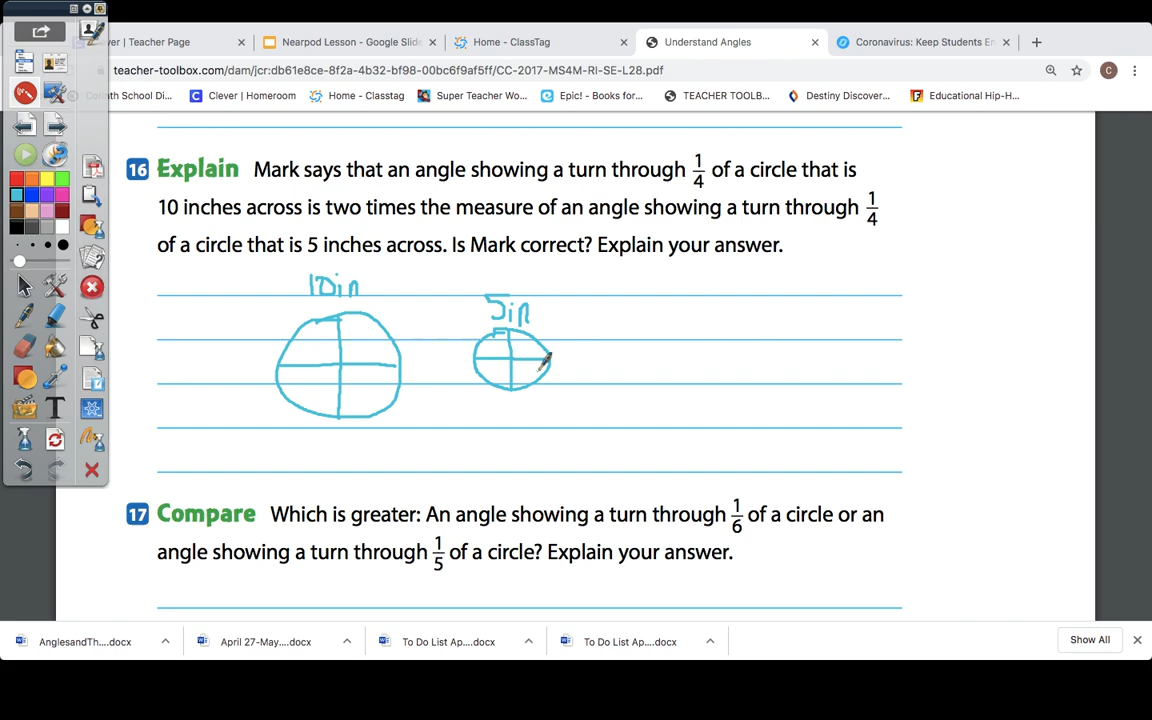 ver | Teacher Page
Nearpod Lesson - Google Slide
Home - ClassTag
Understand Angles
Coronavirus: Keep Students En
teacher-toolbox.com/dam/jcr:db61e8ce-8f2a-4b32-bf98-00bc6f9af5ff/CC-2017-MS4M-RI-SE-L28.pdf
C
orinth School Di...
Clever | Homeroom
Home - Classtag
Super Teacher Wo...
Epic! - Books for...
TEACHER TOOLB...
Destiny Discover...
Educational Hip-H...
16 Explain Mark says that an angle showing a turn through 1/4 of a circle that is
10 inches across is two times the measure of an angle showing a turn through 1/4
of a circle that is 5 inches across. Is Mark correct? Explain your answer.
10in
5in
17 Compare Which is greater: An angle showing a turn through 1/6 of a circle or an
angle showing a turn through 1/5 of a circle? Explain your answer.
AnglesandTh....docx
April 27-May....docx
To Do List Ap....docx
To Do List Ap....docx
Show All